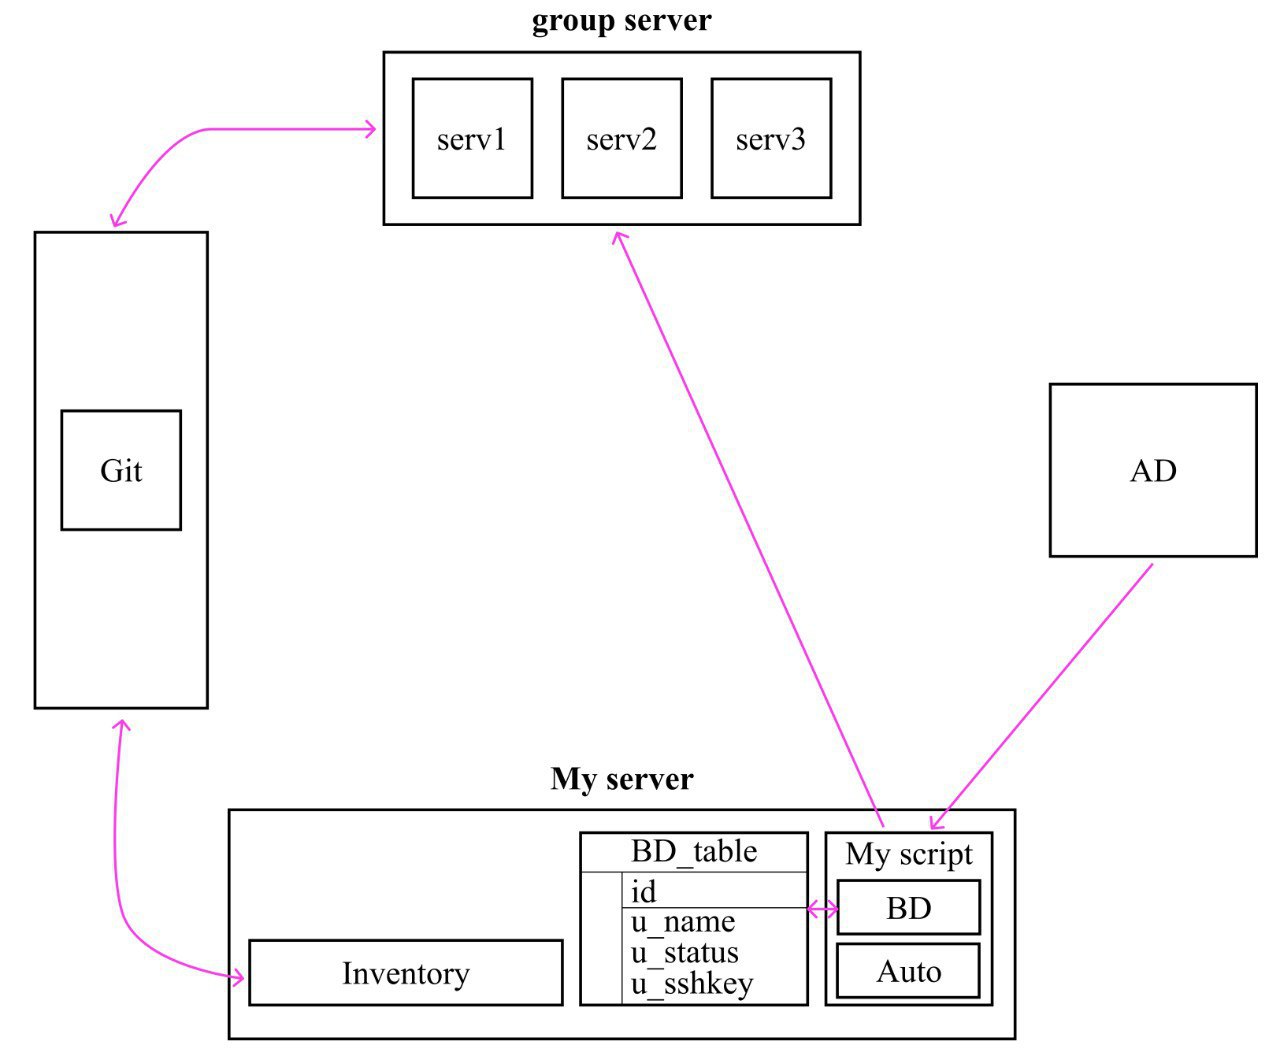 group server
serv1
serv2
serv3
Git
AD
My server
BD_table
id
u_name
u_status
u_sshkey
My script
BD
Auto
Inventory